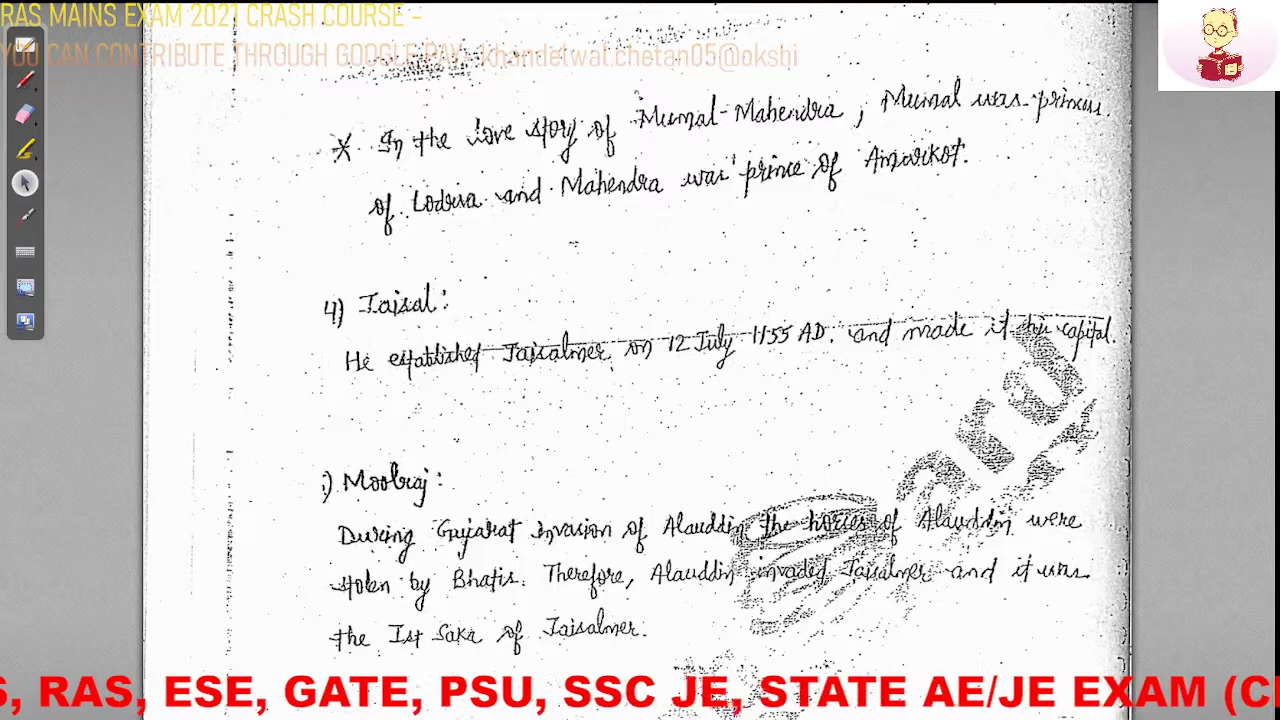 RAS MAINS EXAM 2021 CRASH COURSE -
YOU CAN CONTRIBUTE THROUGH GOOGLE PAY- khandelwal.chetan05@oksbi
* In the love story of Mumal-Mahendra, Mumal was princess
of Lodrva and Mahendra was prince of Amarkot.
4) Jaisal:
He established Jaisalmer on 12 July 1155 AD. and made it his capital.
) Moolraj:
During Gujarat invasion of Alauddin the horses of Alauddin were
stolen by Bhatis. Therefore, Alauddin invaded Jaisalmer and it was
the Ist Saka of Jaisalmer.
S, RAS, ESE, GATE, PSU, SSC JE, STATE AE/JE EXAM (C